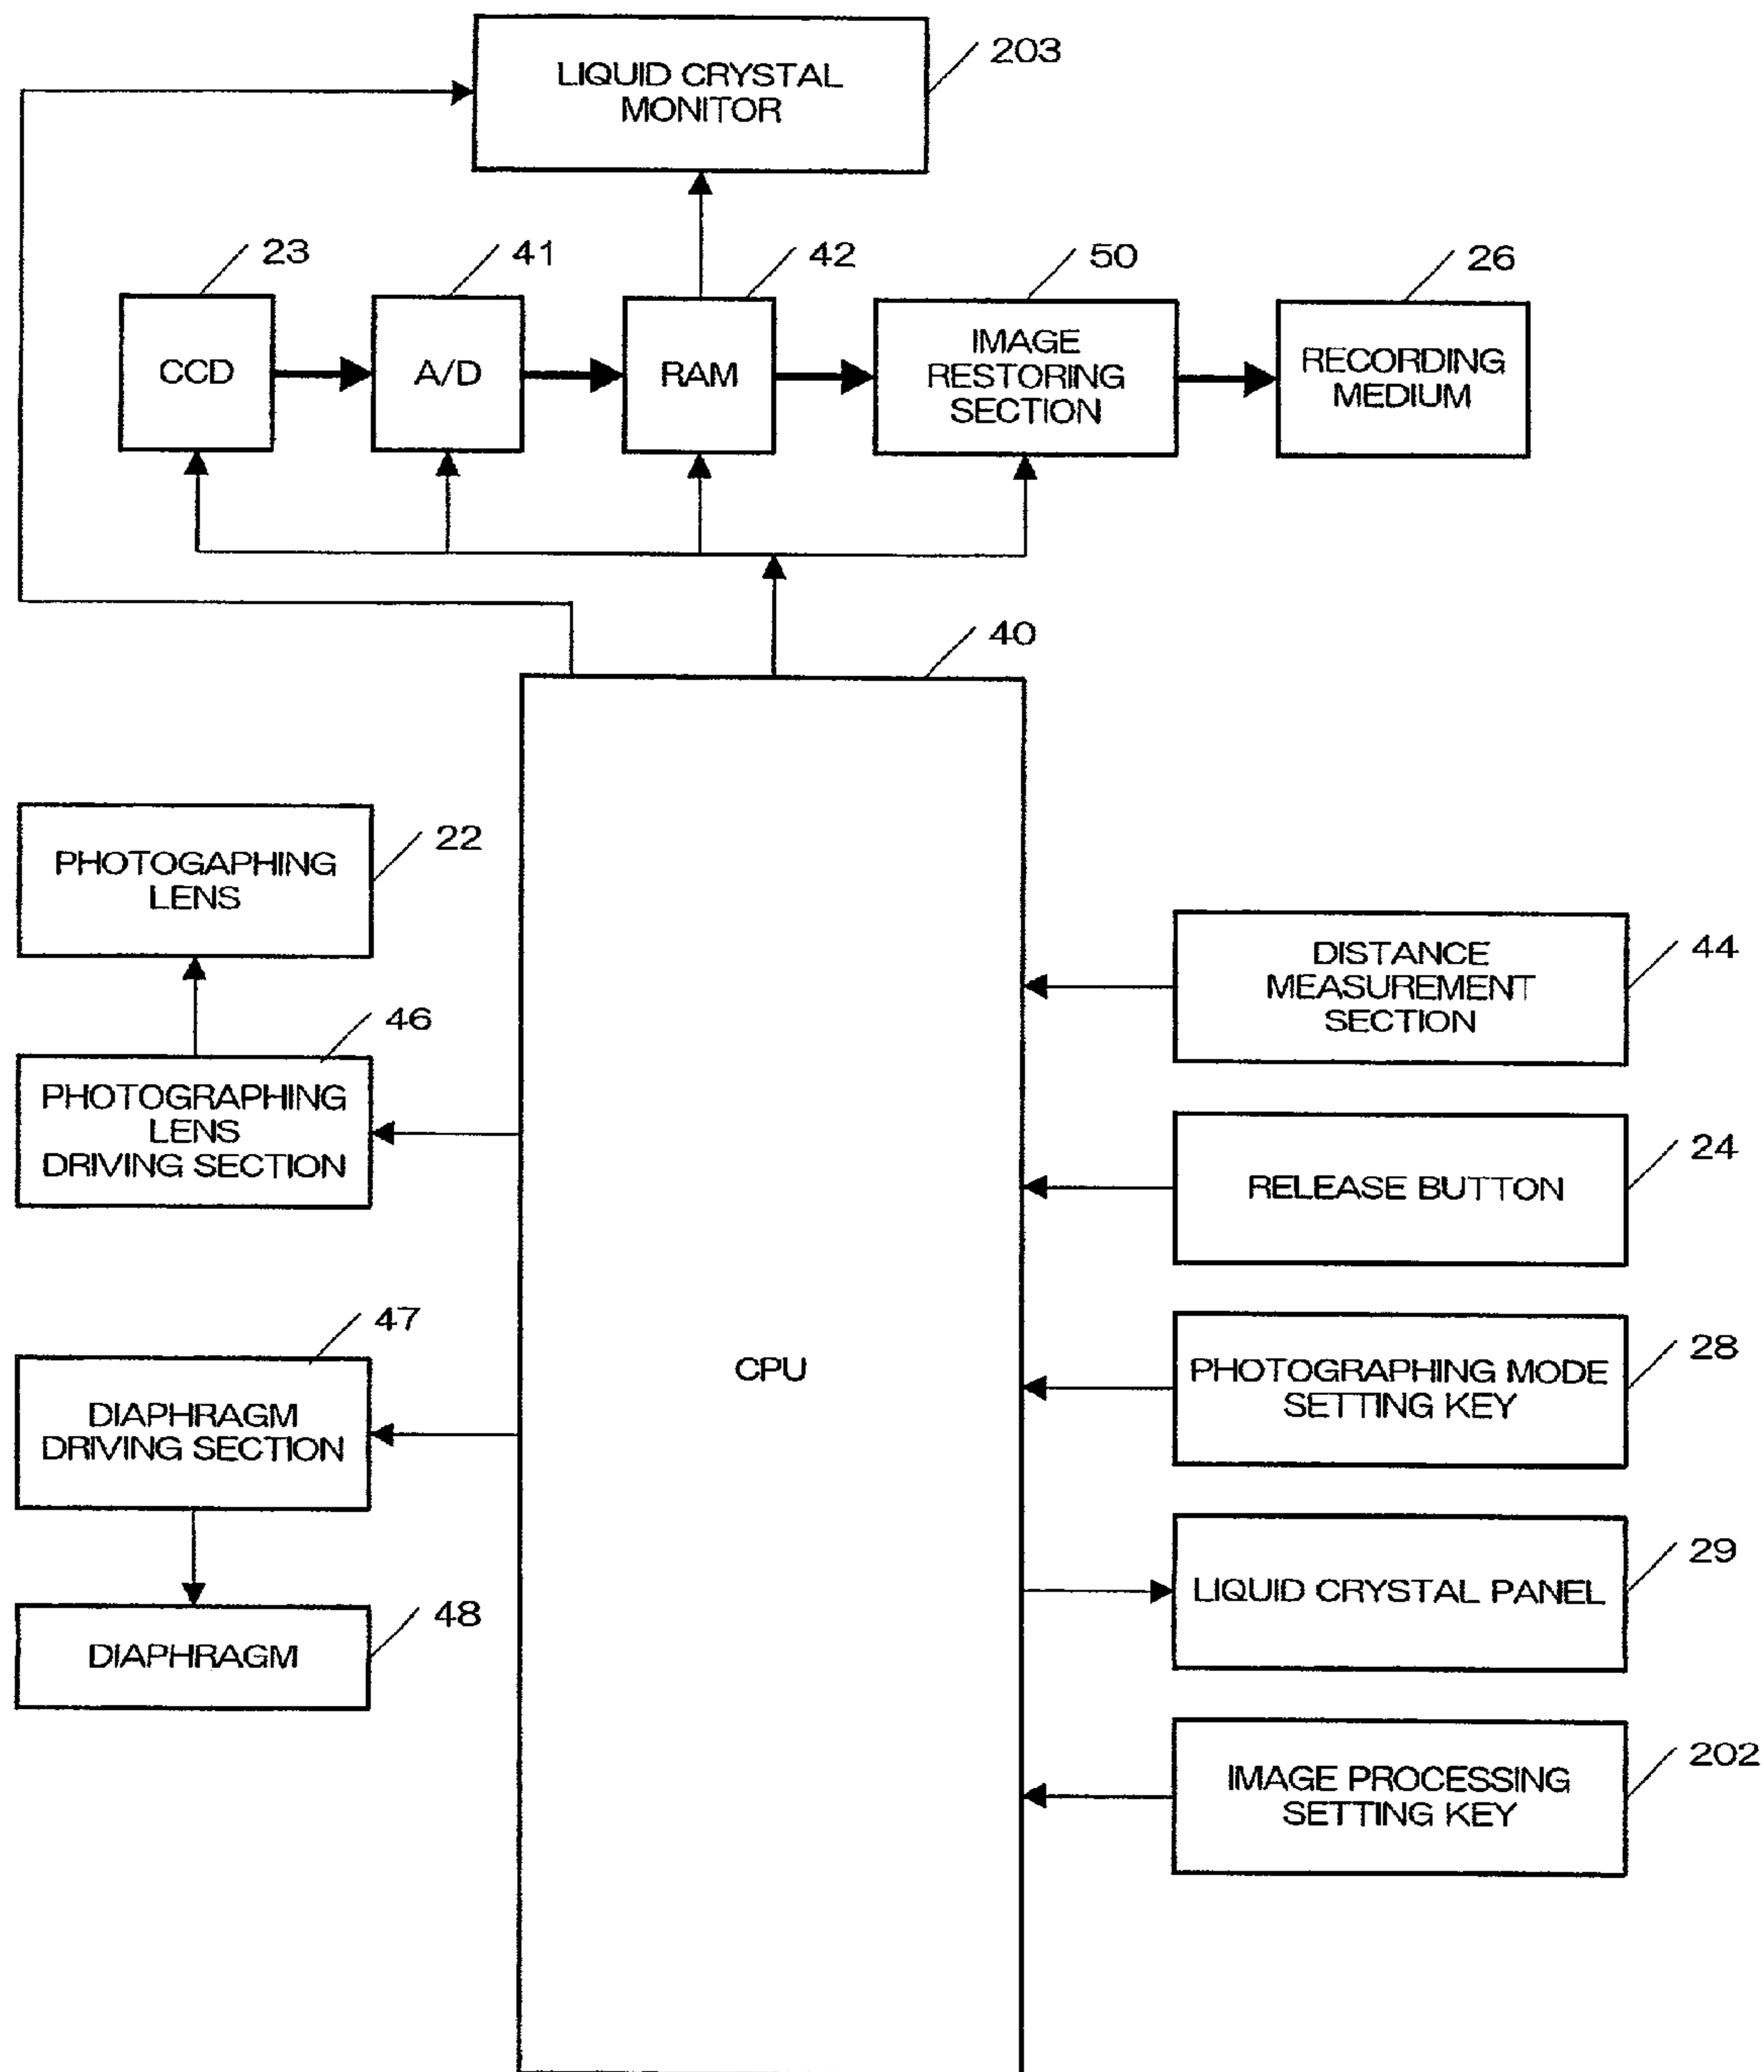 LIQUID CRYSTAL
MONITOR
203
23
41
42
50
26
CCD
A/D
RAM
IMAGE
RESTORING
SECTION
RECORDING
MEDIUM
40
CPU
PHOTOGAPHING
LENS
22
46
PHOTOGRAPHING
LENS
DRIVING SECTION
47
DIAPHRAGM
DRIVING SECTION
DIAPHRAGM
48
DISTANCE
MEASUREMENT
SECTION
44
RELEASE BUTTON
24
PHOTOGRAPHING MODE
SETTING KEY
28
LIQUID CRYSTAL PANEL
29
IMAGE PROCESSING
SETTING KEY
202